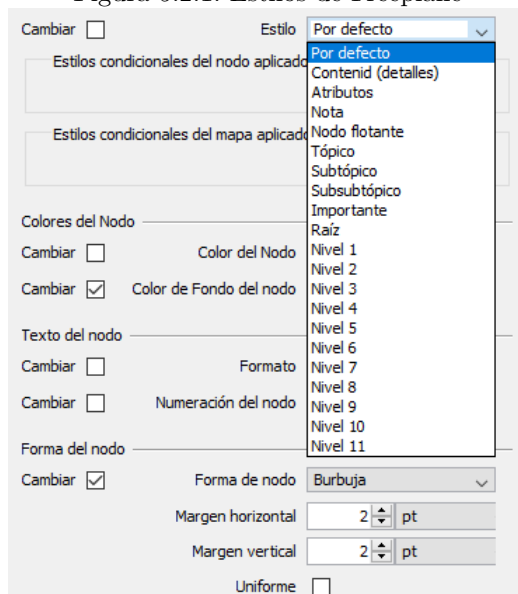 Cambiar Estilo Por defecto
Por defecto
Estilos condicionales del nodo aplicado
Contenid (detalles)
Atributos
Nota
Nodo flotante
Estilos condicionales del mapa aplicado
Tópico
Subtópico
Subsubtópico
Importante
Colores del Nodo
Raíz
Cambiar Color del Nodo
Nivel 1
Nivel 2
Cambiar Color de Fondo del nodo
Nivel 3
Nivel 4
Texto del nodo
Nivel 5
Nivel 6
Cambiar Formato
Nivel 7
Nivel 8
Cambiar Numeración del nodo
Nivel 9
Nivel 10
Forma del nodo
Nivel 11
Cambiar Forma de nodo Burbuja
Margen horizontal 2 pt
Margen vertical 2 pt
Uniforme